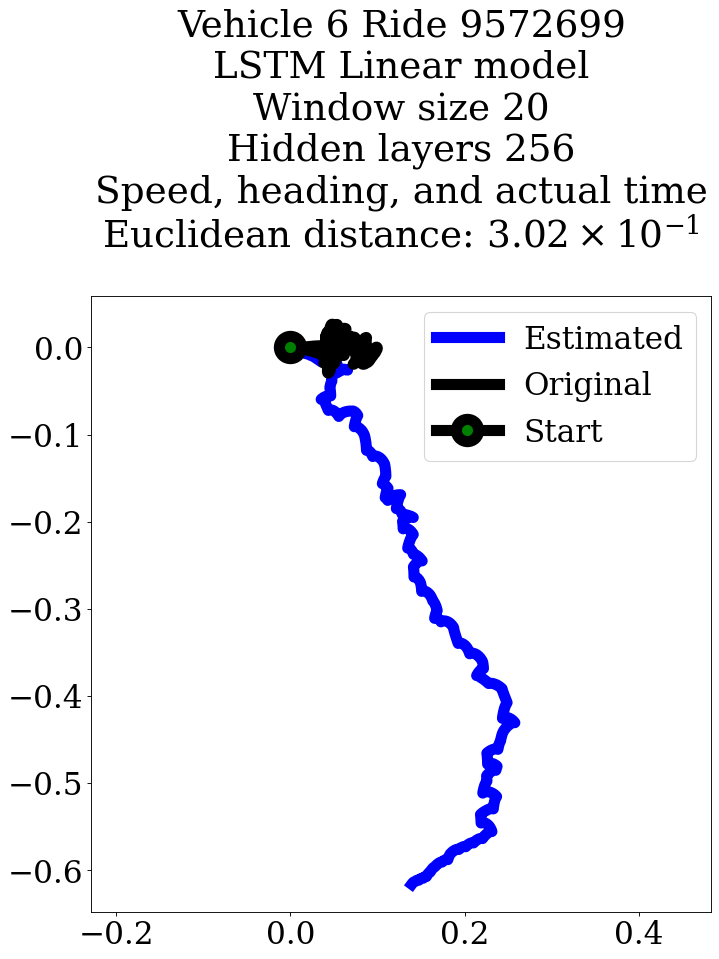 Vehicle 6 Ride 9572699
LSTM Linear model
Window size 20
Hidden layers 256
Speed, heading, and actual time
Euclidean distance: 3.02 × 10⁻¹
Estimated
Original
Start
0.0
−0.1
−0.2
−0.3
−0.4
−0.5
−0.6
−0.2 0.0 0.2 0.4